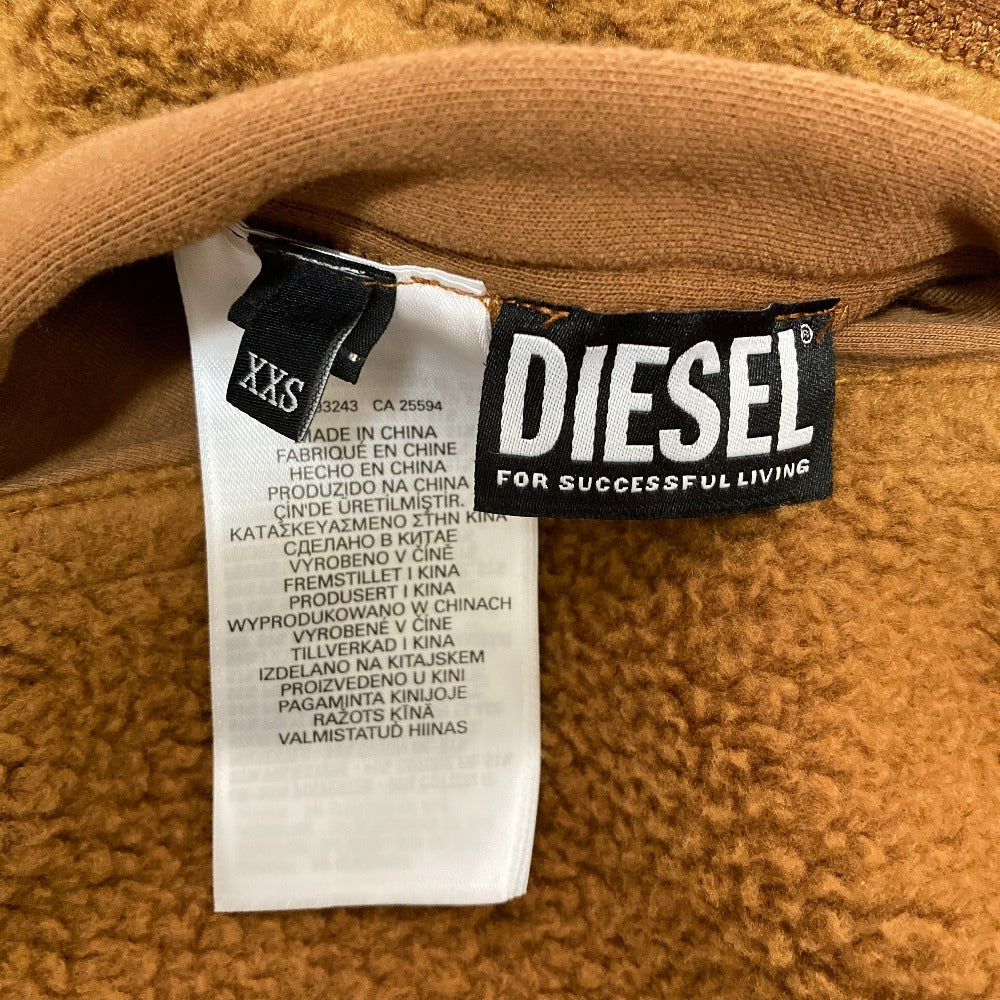 XXS
DIESEL®
FOR SUCCESSFUL LIVING
33243 CA 25594
MADE IN CHINA
FABRIQUÉ EN CHINE
HECHO EN CHINA
PRODUZIDO NA CHINA
ÇİN'DE ÜRETİLMİŞTİR.
ΚΑΤΑΣΚΕΥΑΣΜΕΝΟ ΣΤΗΝ ΚΙΝΑ
СДЕЛАНО В КИТАЕ
VYROBENO V ČÍNĚ
FREMSTILLET I KINA
PRODUSERT I KINA
WYPRODUKOWANO W CHINACH
VYROBENÉ V ČÍNE
TILLVERKAD I KINA
IZDELANO NA KITAJSKEM
PROIZVEDENO U KINI
PAGAMINTA KINIJOJE
RAŽOTS ĶĪNĀ
VALMISTATUD HIINAS